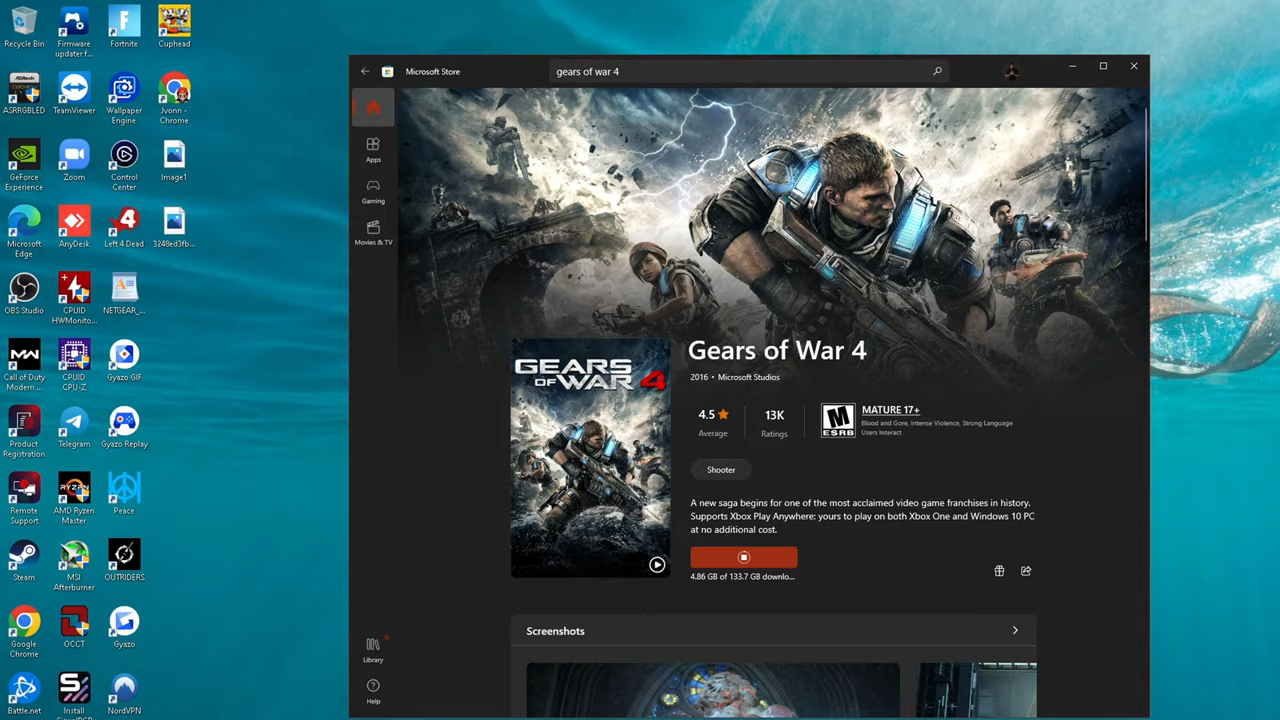 Recycle Bin
Firmware
updater f...
Fortnite
Cuphead
ASRRGBLED
TeamViewer
Wallpaper
Engine
Jvonn -
Chrome
GeForce
Experience
Zoom
Control
Center
Image1
Microsoft
Edge
AnyDesk
Left 4 Dead
3248ed3fb...
OBS Studio
CPUID
HWMonito...
NETGEAR_...
Call of Duty
Modern ...
CPUID
CPU-Z
Gyazo GIF
Product
Registration
Telegram
Gyazo Replay
Remote
Support
AMD Ryzen
Master
Peace
Steam
MSI
Afterburner
OUTRIDERS
Google
Chrome
OCCT
Gyazo
Battle.net
Install
NordVPN
Microsoft Store
gears of war 4
Apps
Gaming
Movies & TV
Library
Help
GEARS
OF WAR 4
Gears of War 4
2016 • Microsoft Studios
4.5
Average
13K
Ratings
M
ESRB
MATURE 17+
Blood and Gore, Intense Violence, Strong Language
Users Interact
Shooter
A new saga begins for one of the most acclaimed video game franchises in history.
Supports Xbox Play Anywhere: yours to play on both Xbox One and Windows 10 PC
at no additional cost.
4.86 GB of 133.7 GB downlo...
Screenshots